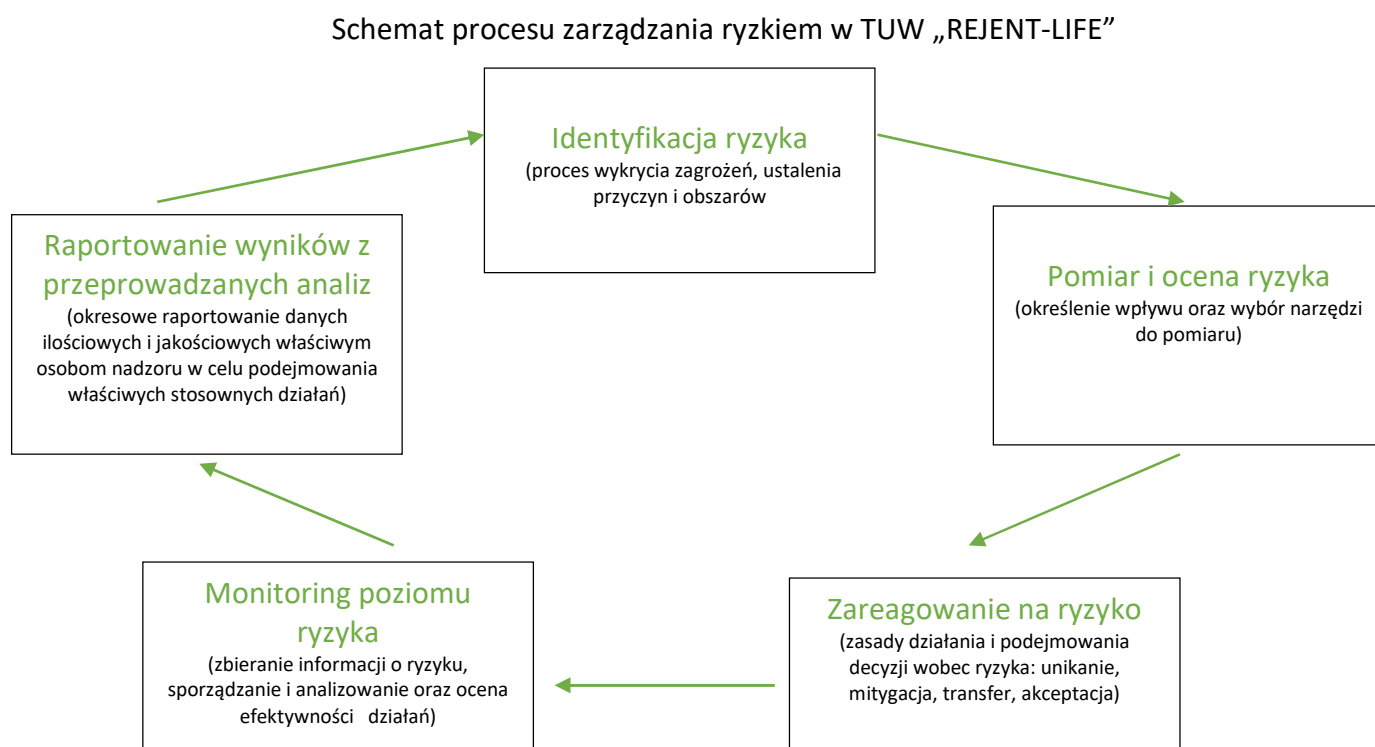 Schemat procesu zarządzania ryzkiem w TUW „REJENT-LIFE”
Identyfikacja ryzyka
(proces wykrycia zagrożeń, ustalenia
przyczyn i obszarów
Pomiar i ocena ryzyka
(określenie wpływu oraz wybór narzędzi
do pomiaru)
Zareagowanie na ryzyko
(zasady działania i podejmowania
decyzji wobec ryzyka: unikanie,
mitygacja, transfer, akceptacja)
Monitoring poziomu
ryzyka
(zbieranie informacji o ryzyku,
sporządzanie i analizowanie oraz ocena
efektywności działań)
Raportowanie wyników z
przeprowadzanych analiz
(okresowe raportowanie danych
ilościowych i jakościowych właściwym
osobom nadzoru w celu podejmowania
właściwych stosownych działań)